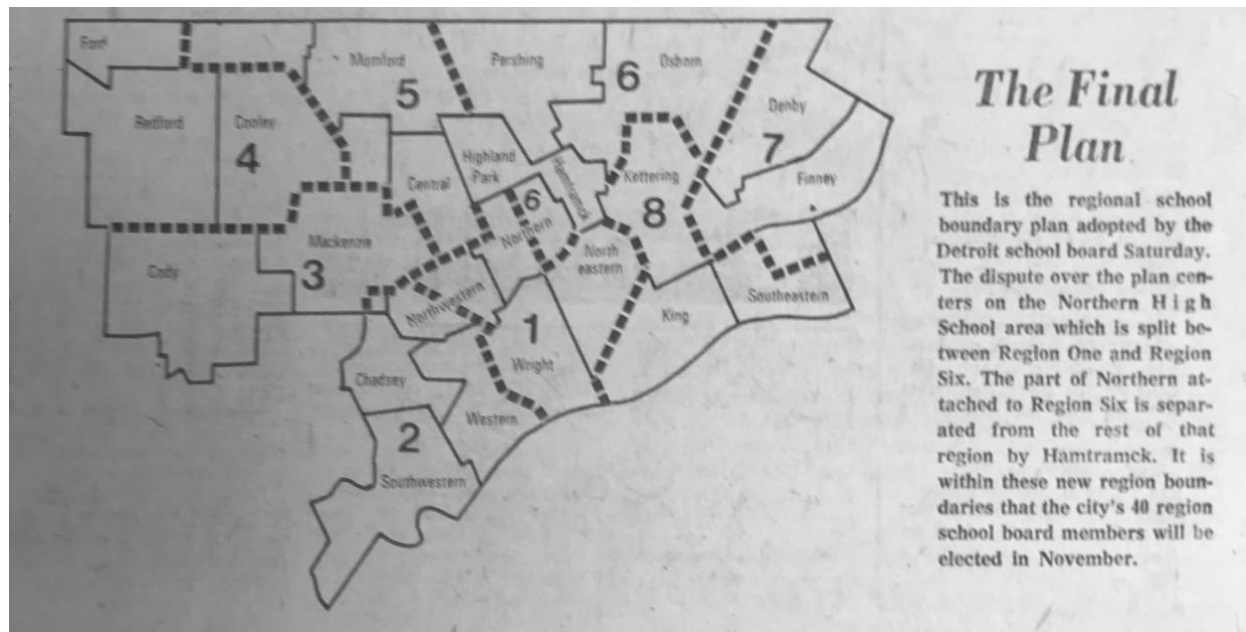 Ford
Mumford
Pershing
Osborn
5
6
Redford
Cooley
4
Denby
7
Highland
Park
Hamtramck
Kettering
Finney
Central
6
Northern
8
Mackenzie
North
eastern
Cody
3
Northwestern
Southeastern
King
1
Wright
Chadsey
Western
2
Southwestern
The Final
Plan
This is the regional school
boundary plan adopted by the
Detroit school board Saturday.
The dispute over the plan cen-
ters on the Northern High
School area which is split be-
tween Region One and Region
Six. The part of Northern at-
tached to Region Six is separ-
ated from the rest of that
region by Hamtramck. It is
within these new region boun-
daries that the city's 40 region
school board members will be
elected in November.